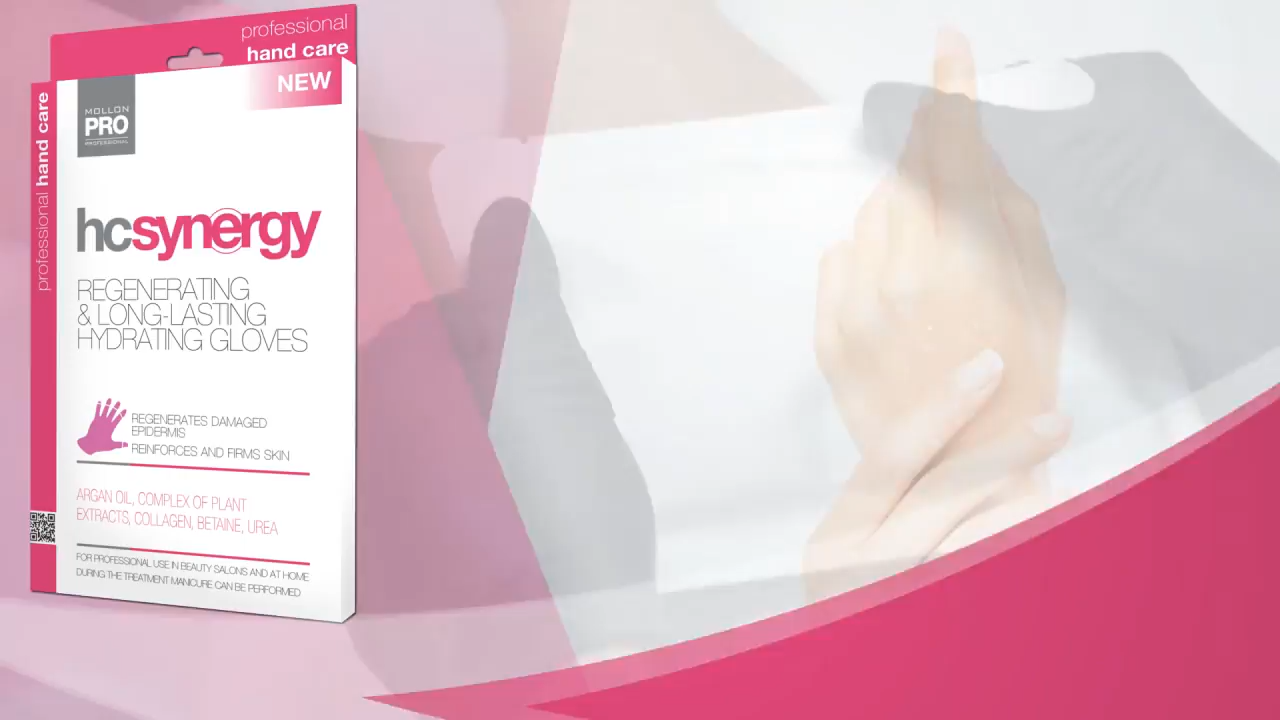 professional
hand care
NEW
professional hand care
MOLLON
PRO
PROFESSIONAL
hcsynergy
REGENERATING
& LONG-LASTING
HYDRATING GLOVES
REGENERATES DAMAGED
EPIDERMIS
REINFORCES AND FIRMS SKIN
ARGAN OIL, COMPLEX OF PLANT
EXTRACTS, COLLAGEN, BETAINE, UREA
FOR PROFESSIONAL USE IN BEAUTY SALONS AND AT HOME
DURING THE TREATMENT MANICURE CAN BE PERFORMED